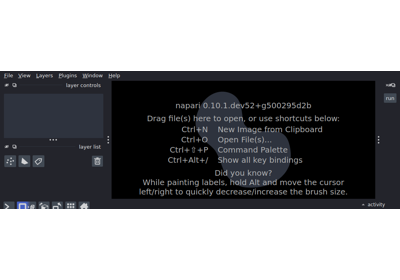 File View Layers Plugins Window Help
layer controls
run
napari 0.10.1.dev52+g500295d2b
Drag file(s) here to open, or use shortcuts below:
Ctrl+N New Image from Clipboard
Ctrl+O Open File(s)...
Ctrl+⇧+P Command Palette
Ctrl+Alt+/ Show all key bindings
layer list
Did you know?
While painting labels, hold Alt and move the cursor
left/right to quickly decrease/increase the brush size.
activity